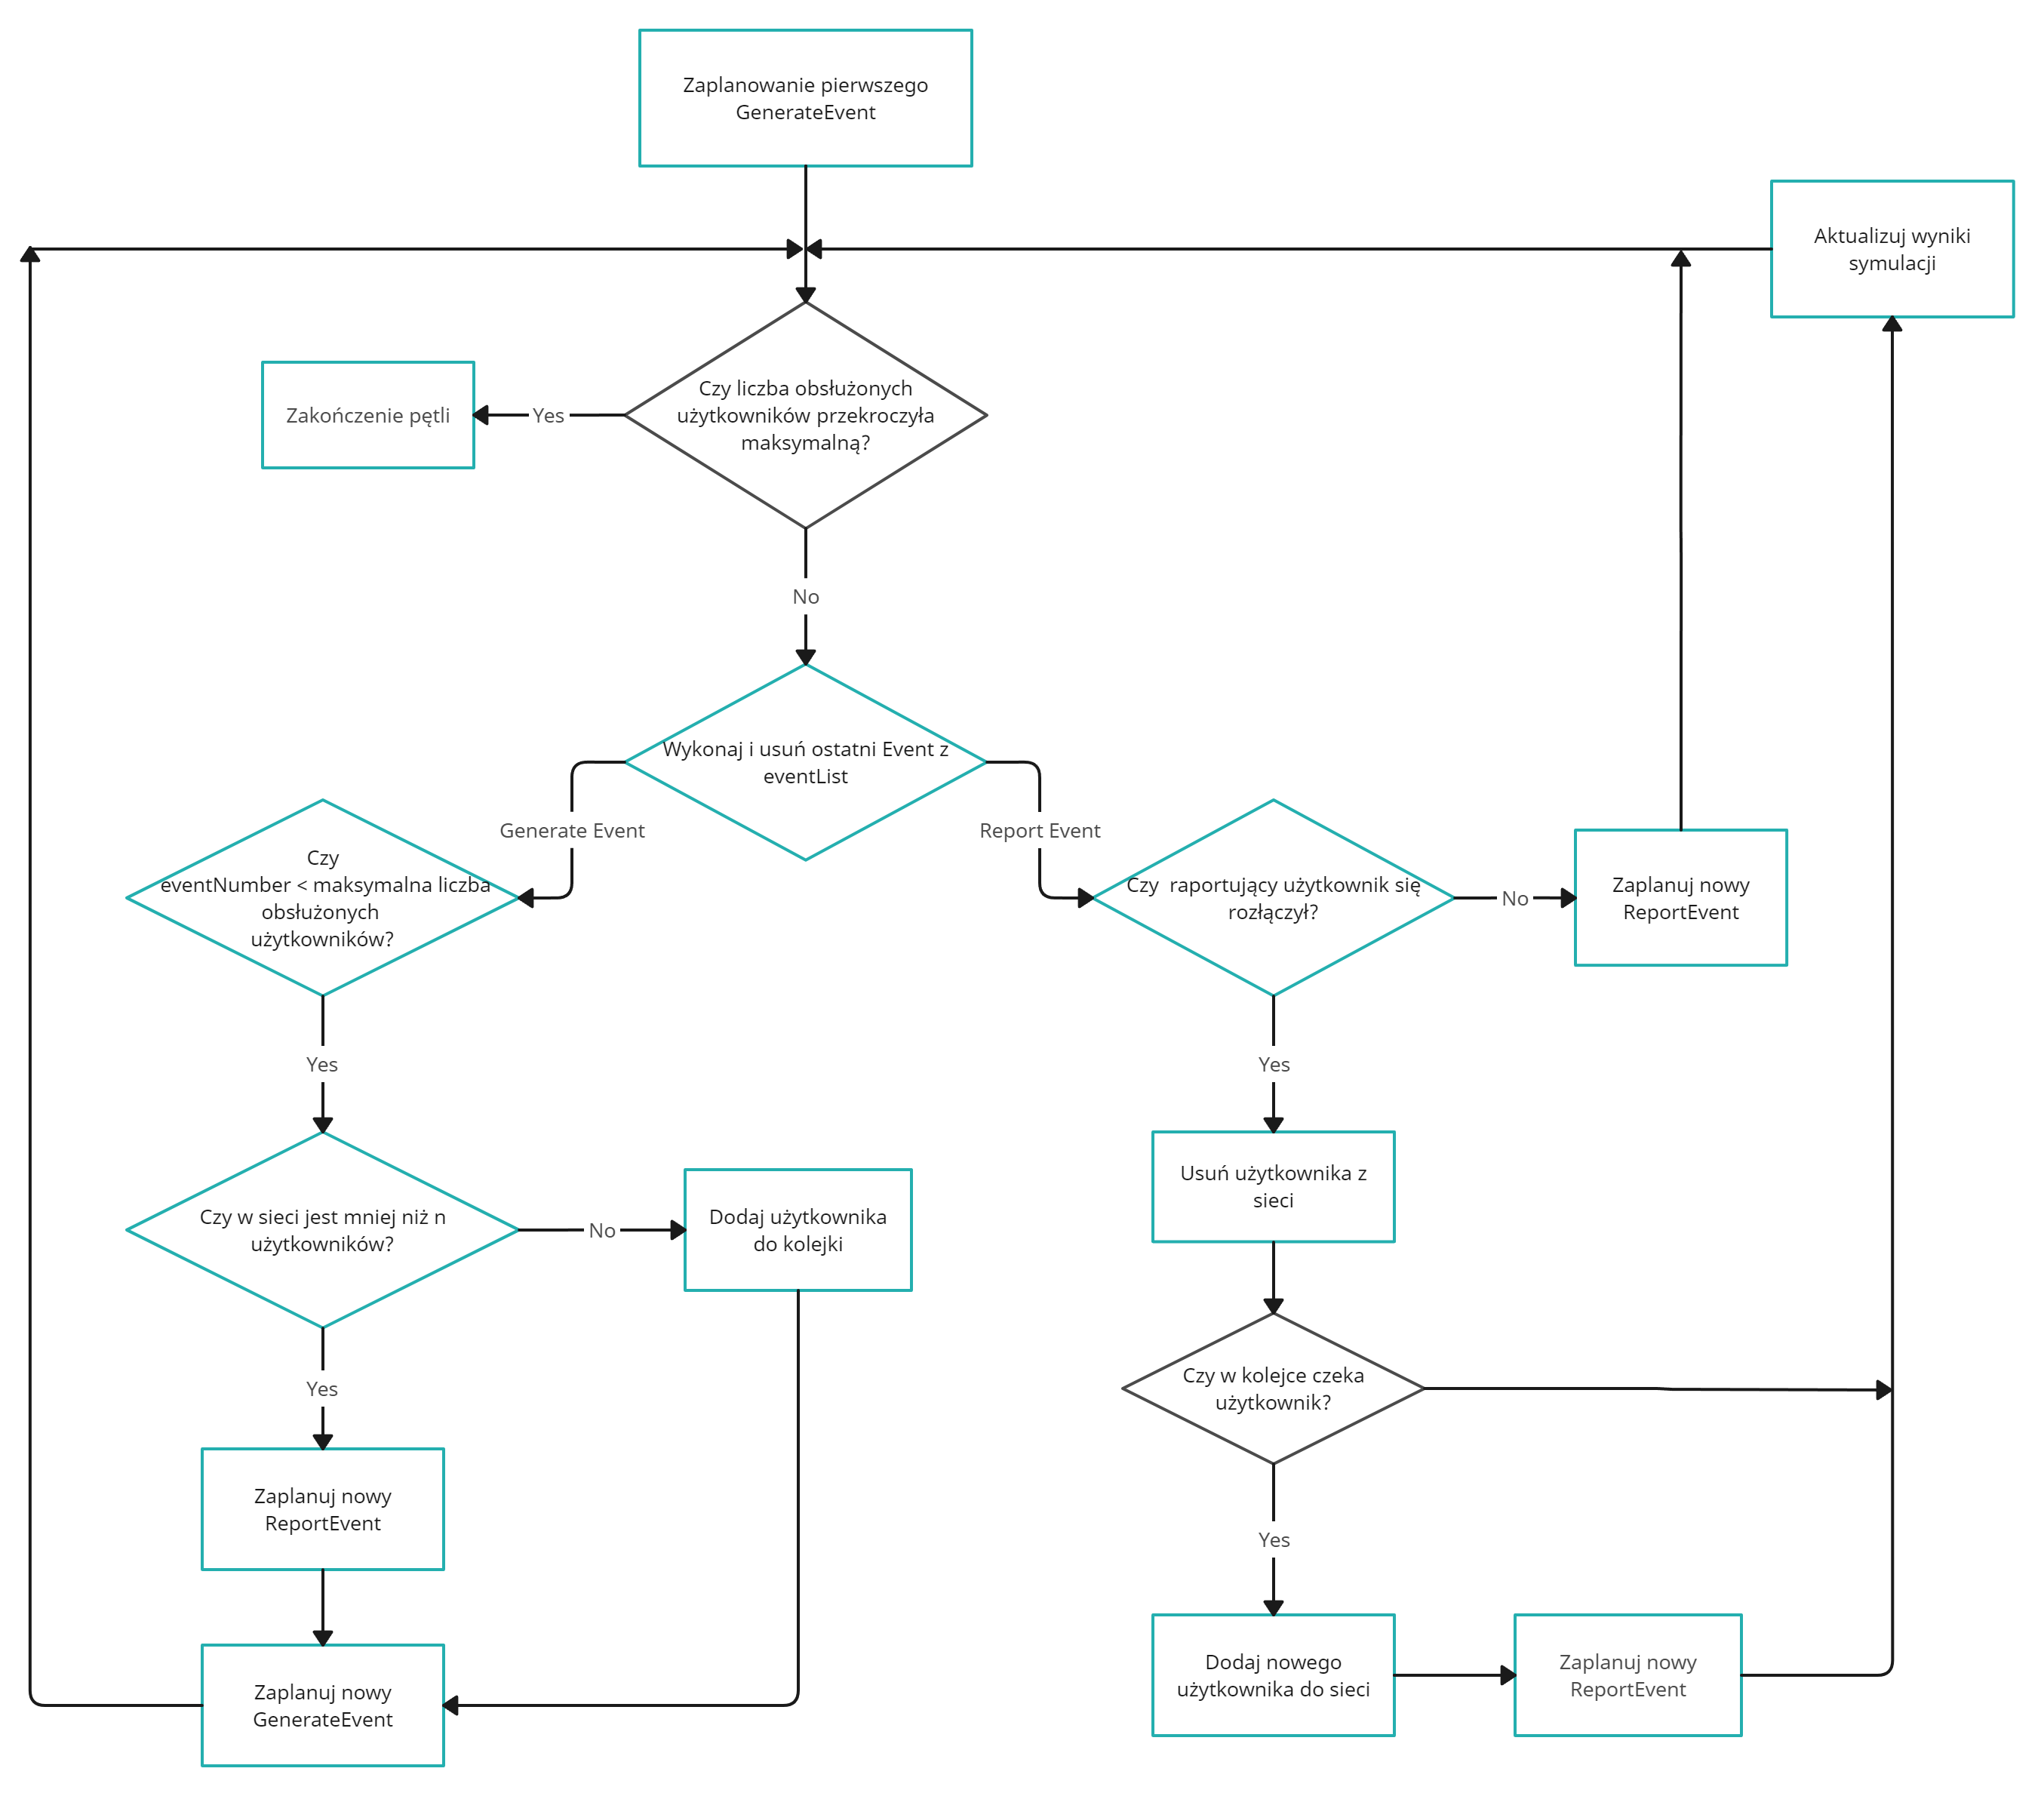 Zaplanowanie pierwszego
GenerateEvent
Aktualizuj wyniki
symulacji
Czy liczba obsłużonych
użytkowników przekroczyła
maksymalną?
Yes
Zakończenie pętli
No
Wykonaj i usuń ostatni Event z
eventList
Generate Event
Report Event
Czy
eventNumber < maksymalna liczba
obsłużonych
użytkowników?
Czy  raportujący użytkownik się
rozłączył?
No
Zaplanuj nowy
ReportEvent
Yes
Yes
Czy w sieci jest mniej niż n
użytkowników?
No
Dodaj użytkownika
do kolejki
Usuń użytkownika z
sieci
Yes
Czy w kolejce czeka
użytkownik?
Zaplanuj nowy
ReportEvent
Yes
Zaplanuj nowy
GenerateEvent
Dodaj nowego
użytkownika do sieci
Zaplanuj nowy
ReportEvent